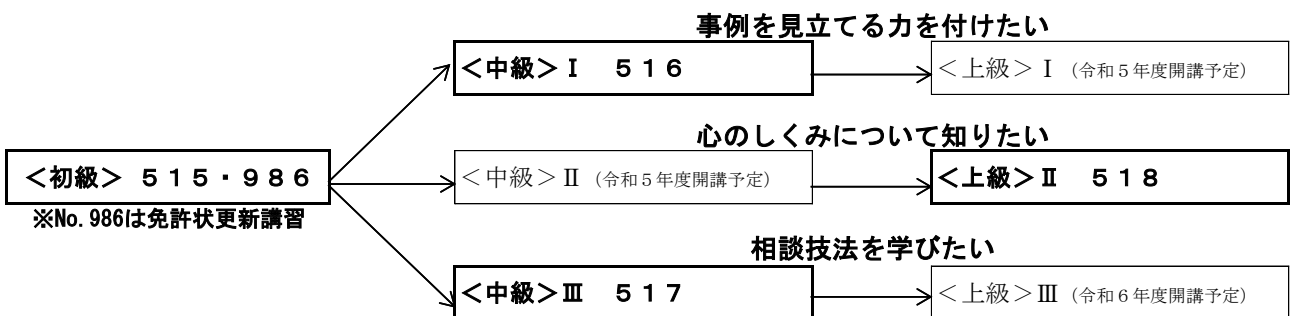 事例を見立てる力を付けたい
＜中級＞Ⅰ　５１６
＜上級＞Ⅰ（令和５年度開講予定）
心のしくみについて知りたい
＜初級＞ ５１５・９８６
＜中級＞Ⅱ（令和５年度開講予定）
＜上級＞Ⅱ　５１８
※No.986は免許状更新講習
相談技法を学びたい
＜中級＞Ⅲ　５１７
＜上級＞Ⅲ（令和６年度開講予定）